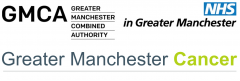 GMCA
GREATER
MANCHESTER
COMBINED
AUTHORITY
NHS
in Greater Manchester
Greater Manchester Cancer